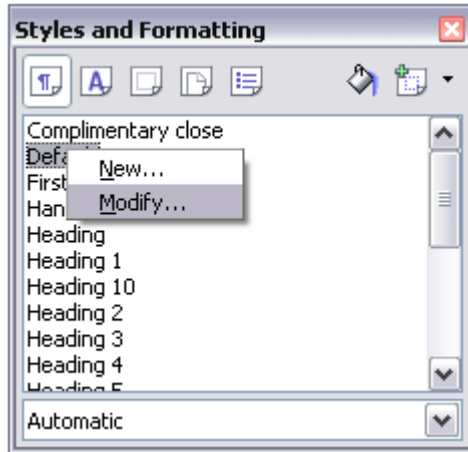 Styles and Formatting
Complimentary close
New...
Modify...
Heading
Heading 1
Heading 10
Heading 2
Heading 3
Heading 4
Automatic